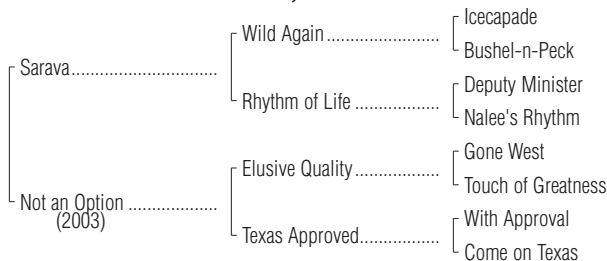 Icecapade
Wild Again
Bushel-n-Peck
Sarava
Deputy Minister
Rhythm of Life
Nalee's Rhythm
Gone West
Elusive Quality
Touch of Greatness
Not an Option
(2003)
With Approval
Texas Approved
Come on Texas